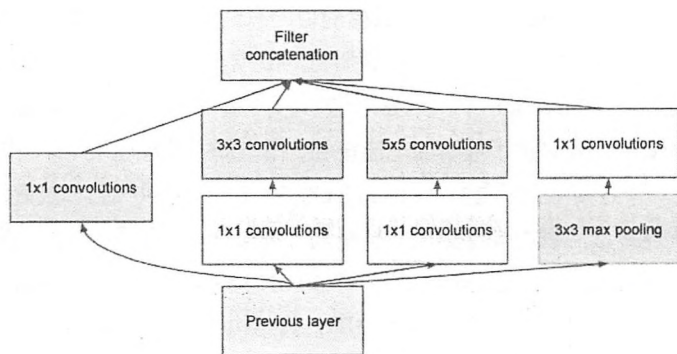 Filter
concatenation
3x3 convolutions
5x5 convolutions
1x1 convolutions
1x1 convolutions
1x1 convolutions
1x1 convolutions
3x3 max pooling
Previous layer